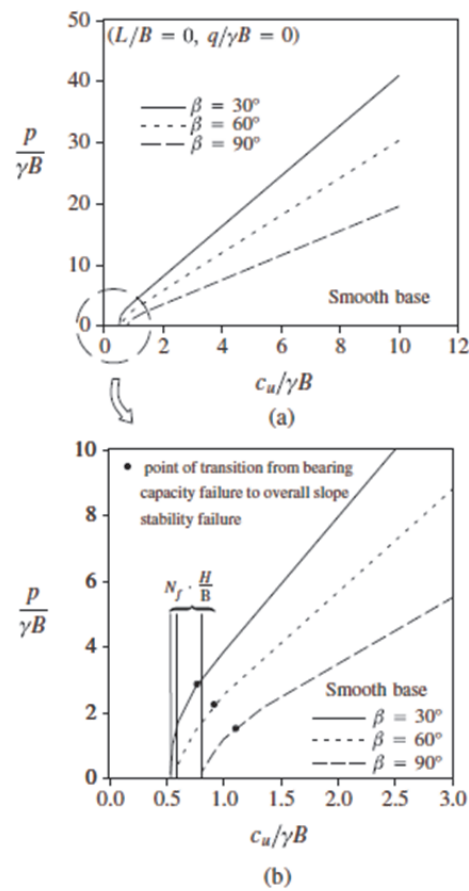 50
(L/B = 0, q/γB = 0)
40
β = 30°
β = 60°
β = 90°
p/γB
30
20
10
Smooth base
0
0 2 4 6 8 10 12
c_u/γB
(a)
10
• point of transition from bearing
capacity failure to overall slope
stability failure
8
N_f · H/B
6
p/γB
4
Smooth base
2
β = 30°
β = 60°
β = 90°
0
0.0 0.5 1.0 1.5 2.0 2.5 3.0
c_u/γB
(b)